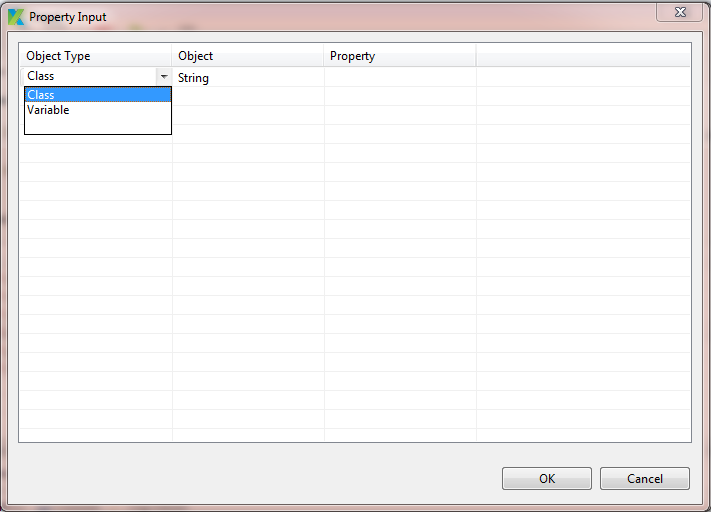 Property Input
Object Type Object Property
Class String
Class
Variable
OK Cancel